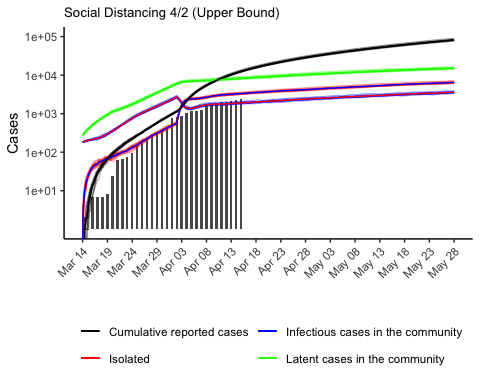 Social Distancing 4/2 (Upper Bound)
1e+05
1e+04
1e+03
1e+02
1e+01
Cases
Mar 14
Mar 19
Mar 24
Mar 29
Apr 03
Apr 08
Apr 13
Apr 18
Apr 23
Apr 28
May 03
May 08
May 13
May 18
May 23
May 28
Cumulative reported cases
Infectious cases in the community
Isolated
Latent cases in the community